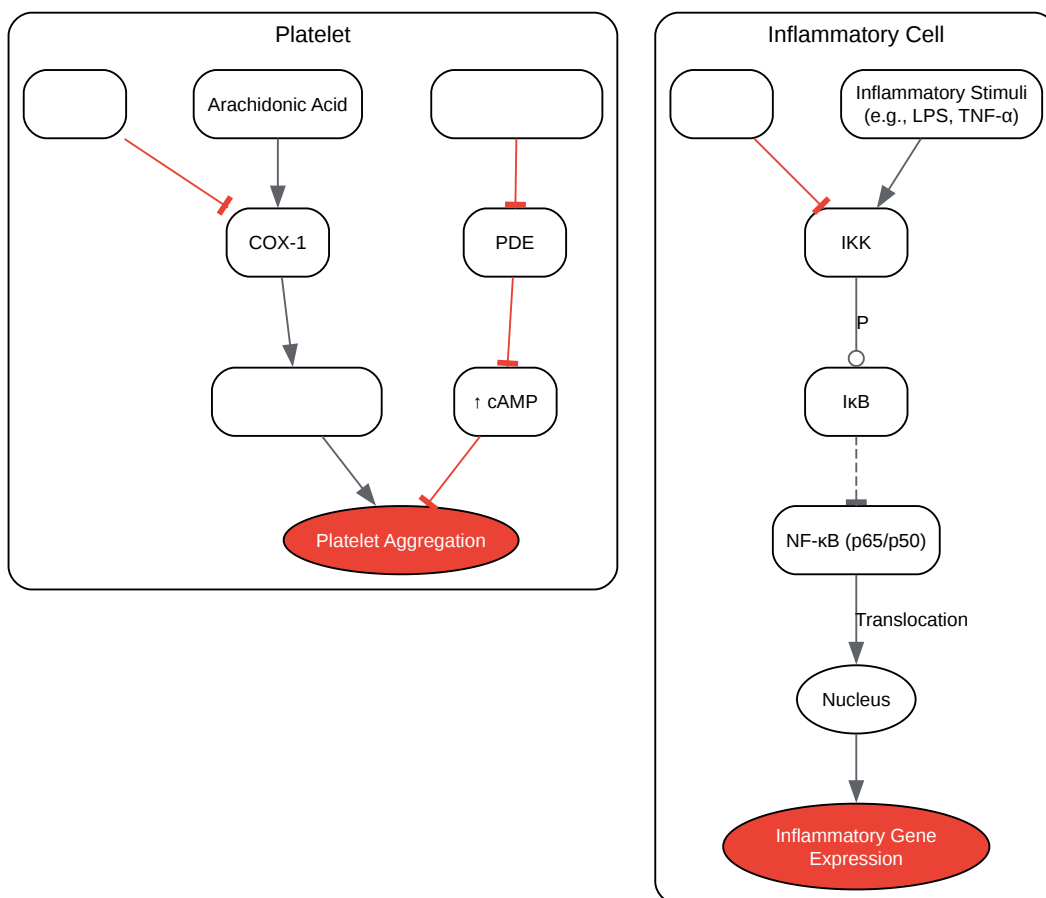 Platelet
Arachidonic Acid
COX-1
PDE
↑ cAMP
Platelet Aggregation
Inflammatory Cell
Inflammatory Stimuli
(e.g., LPS, TNF-α)
IKK
P
IκB
NF-κB (p65/p50)
Translocation
Nucleus
Inflammatory Gene
Expression